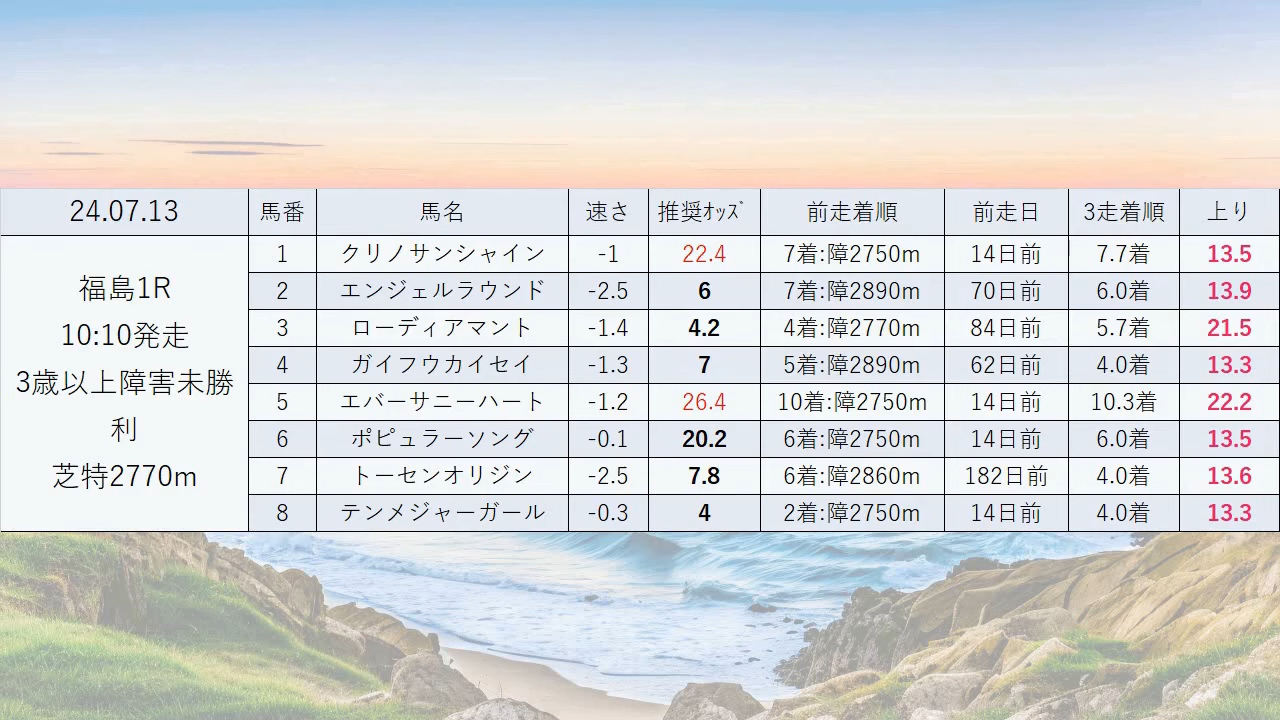 24.07.13 馬番 馬名 速さ 推奨ｵｯｽﾞ 前走着順 前走日 3走着順 上り
福島1R
10:10発走
3歳以上障害未勝
利
芝特2770m
1 クリノサンシャイン -1 22.4 7着:障2750m 14日前 7.7着 13.5
2 エンジェルラウンド -2.5 6 7着:障2890m 70日前 6.0着 13.9
3 ローディアマント -1.4 4.2 4着:障2770m 84日前 5.7着 21.5
4 ガイフウカイセイ -1.3 7 5着:障2890m 62日前 4.0着 13.3
5 エバーサニーハート -1.2 26.4 10着:障2750m 14日前 10.3着 22.2
6 ポピュラーソング -0.1 20.2 6着:障2750m 14日前 6.0着 13.5
7 トーセンオリジン -2.5 7.8 6着:障2860m 182日前 4.0着 13.6
8 テンメジャーガール -0.3 4 2着:障2750m 14日前 4.0着 13.3